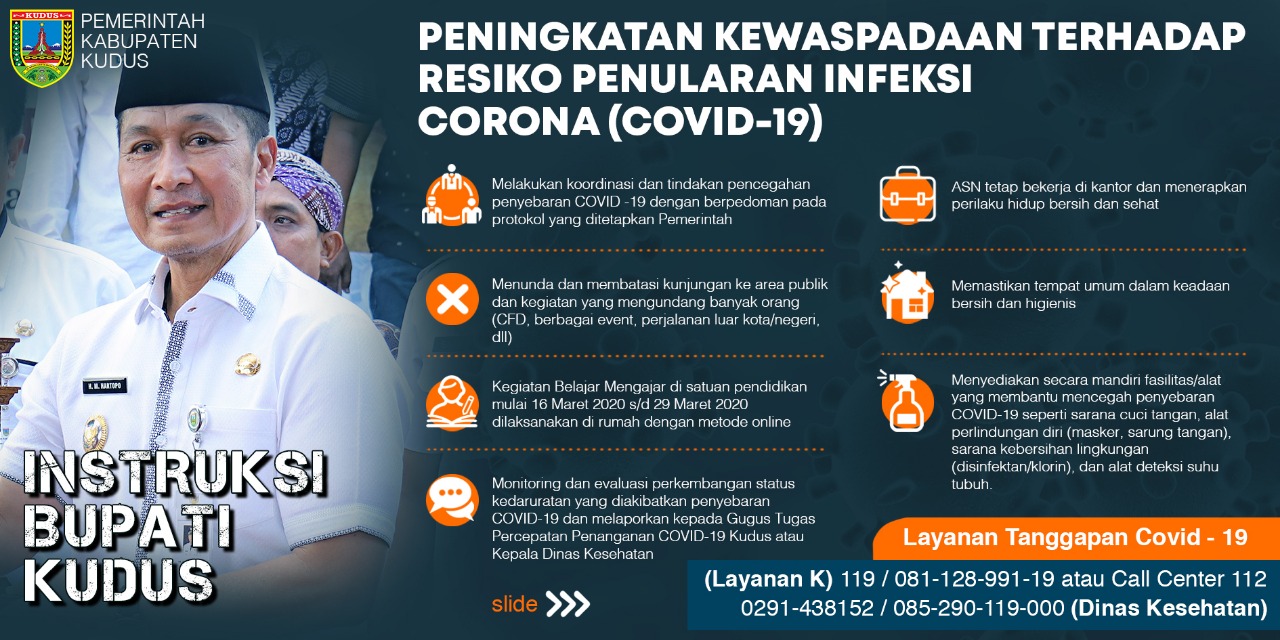 KUDUS
PEMERINTAH
KABUPATEN
KUDUS
PENINGKATAN KEWASPADAAN TERHADAP
RESIKO PENULARAN INFEKSI
CORONA (COVID-19)
Melakukan koordinasi dan tindakan pencegahan
penyebaran COVID -19 dengan berpedoman pada
protokol yang ditetapkan Pemerintah
Menunda dan membatasi kunjungan ke area publik
dan kegiatan yang mengundang banyak orang
(CFD, berbagai event, perjalanan luar kota/negeri,
dll)
Kegiatan Belajar Mengajar di satuan pendidikan
mulai 16 Maret 2020 s/d 29 Maret 2020
dilaksanakan di rumah dengan metode online
Monitoring dan evaluasi perkembangan status
kedaruratan yang diakibatkan penyebaran
COVID-19 dan melaporkan kepada Gugus Tugas
Percepatan Penanganan COVID-19 Kudus atau
Kepala Dinas Kesehatan
ASN tetap bekerja di kantor dan menerapkan
perilaku hidup bersih dan sehat
Memastikan tempat umum dalam keadaan
bersih dan higienis
Menyediakan secara mandiri fasilitas/alat
yang membantu mencegah penyebaran
COVID-19 seperti sarana cuci tangan, alat
perlindungan diri (masker, sarung tangan),
sarana kebersihan lingkungan
(disinfektan/klorin), dan alat deteksi suhu
tubuh.
H. M. HARTOPO
INSTRUKSI
BUPATI
KUDUS
slide
Layanan Tanggapan Covid - 19
(Layanan K) 119 / 081-128-991-19 atau Call Center 112
0291-438152 / 085-290-119-000 (Dinas Kesehatan)